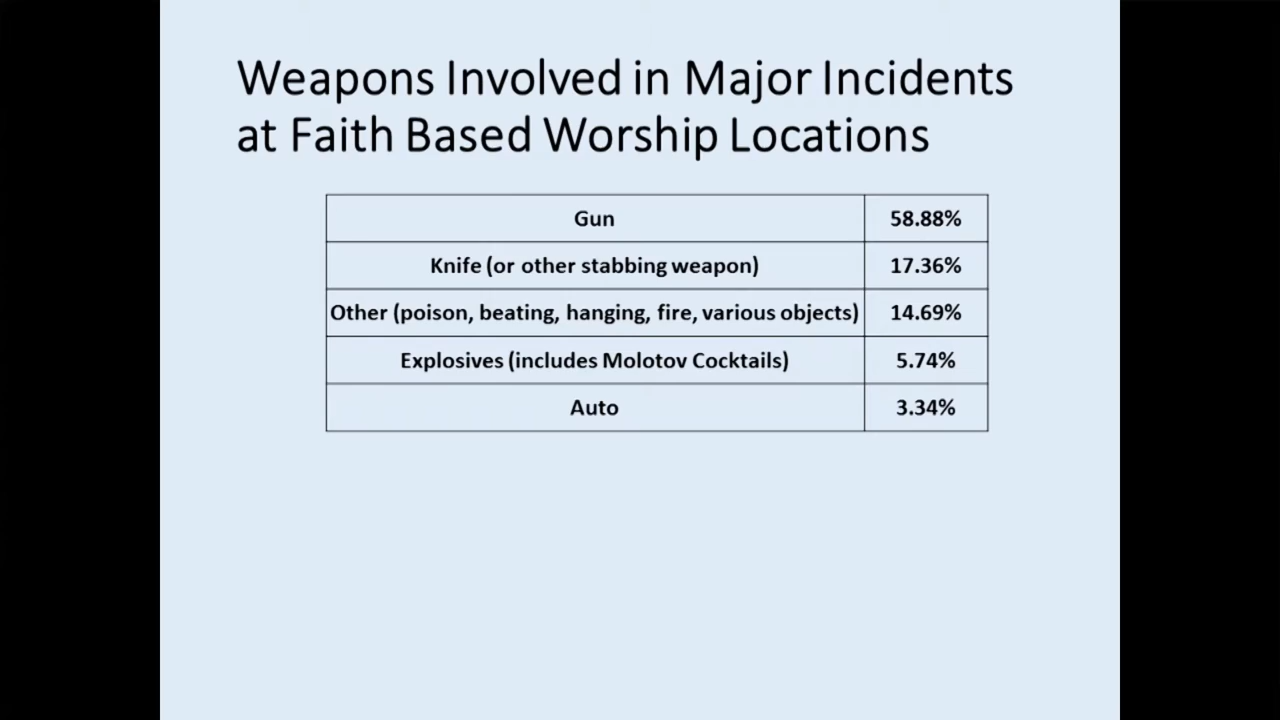 Weapons Involved in Major Incidents
at Faith Based Worship Locations
Gun 58.88%
Knife (or other stabbing weapon) 17.36%
Other (poison, beating, hanging, fire, various objects) 14.69%
Explosives (includes Molotov Cocktails) 5.74%
Auto 3.34%